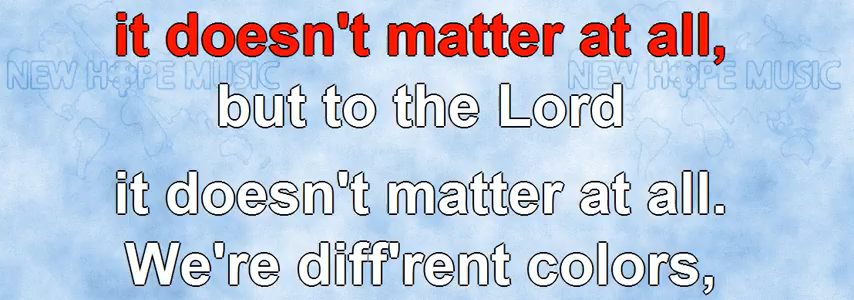 it doesn't matter at all,
NEW HOPE MUSIC NEW HOPE MUSIC
but to the Lord
it doesn't matter at all.
We're diff'rent colors,